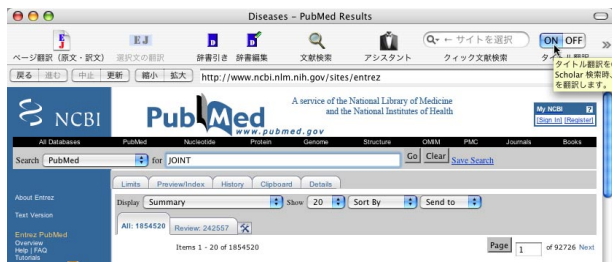 Diseases – PubMed Results
EJ
← サイトを選択
ON OFF
ページ翻訳 (原文・訳文) 選択文の翻訳 辞書引き 辞書編集 文献検索 アシスタント クィック文献検索
タイトル翻訳を
Scholar 検索時、
を翻訳します。
戻る 進む 中止 更新 縮小 拡大 http://www.ncbi.nlm.nih.gov/sites/entrez
NCBI
PubMed
www.pubmed.gov
A service of the National Library of Medicine
and the National Institutes of Health
My NCBI
[Sign In] [Register]
All Databases PubMed Nucleotide Protein Genome Structure OMIM PMC Journals Books
Search PubMed for JOINT Go Clear Save Search
Limits Preview/Index History Clipboard Details
Display Summary Show 20 Sort By Send to
All: 1854520 Review: 242557
Items 1 - 20 of 1854520 Page 1 of 92726 Next
About Entrez
Text Version
Entrez PubMed
Overview
Help | FAQ
Tutorials